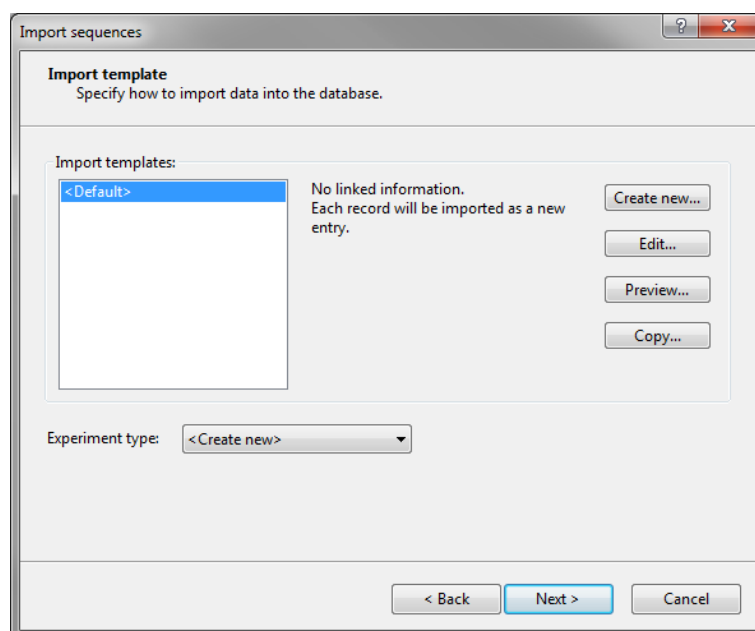 Import sequences
Import template
Specify how to import data into the database.
Import templates:
<Default>
No linked information.
Each record will be imported as a new
entry.
Create new...
Edit...
Preview...
Copy...
Experiment type:
<Create new>
< Back
Next >
Cancel